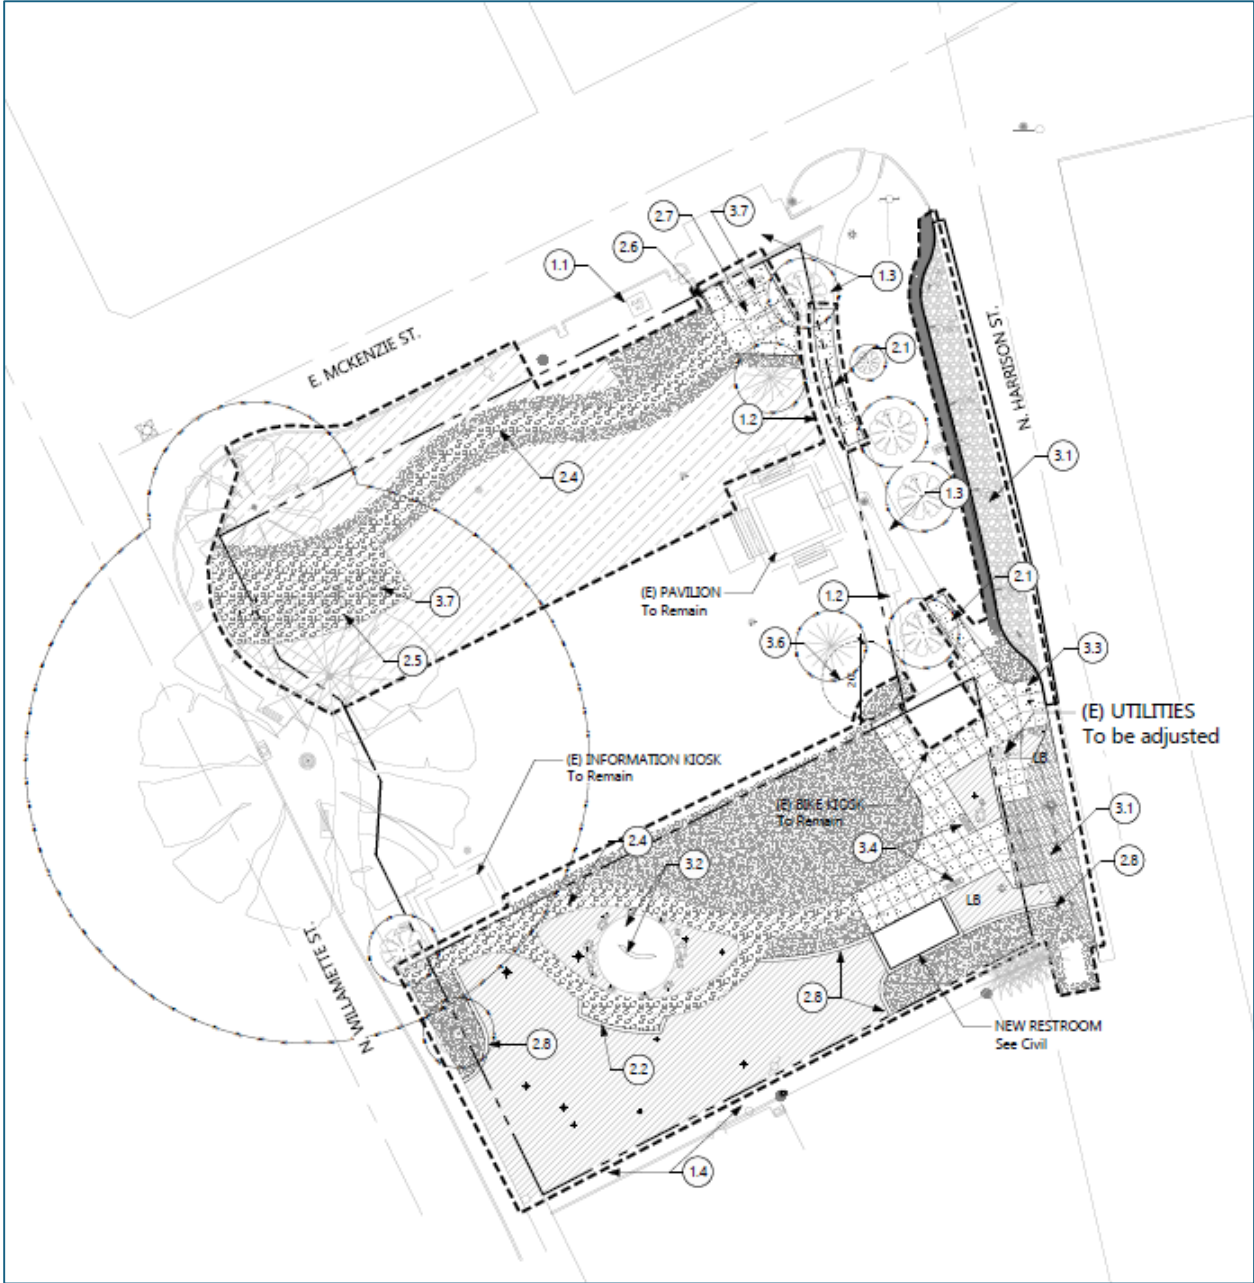 3.7
2.7
2.6
1.1
1.3
E. MCKENZIE ST.
N. HARRISON ST.
2.1
1.2
3.1
2.4
1.3
2.1
(E) PAVILION
To Remain
1.2
3.7
3.6
3.3
2.5
20'
(E) UTILITIES
To be adjusted
LB
(E) INFORMATION KIOSK
To Remain
(E) BIKE KIOSK
To Remain
3.1
2.4
3.4
3.2
2.8
LB
N. WILLAMETTE ST.
2.8
NEW RESTROOM
See Civil
2.8
2.2
1.4